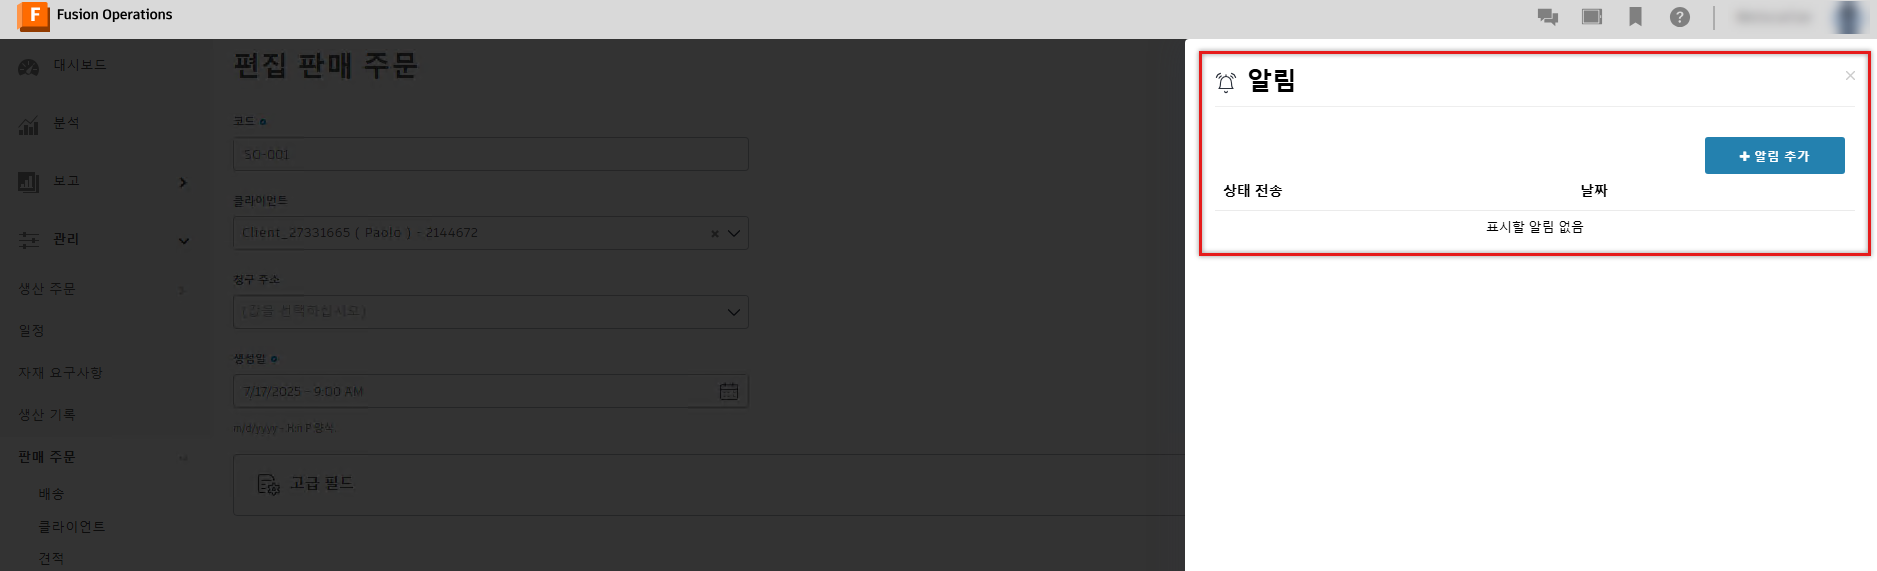 F Fusion Operations
대시보드
분석
보고
관리
생산 주문
일정
자재 요구사항
생산 기록
판매 주문
배송
클라이언트
견적
편집 판매 주문
코드
SO-001
클라이언트
Client_27331665 ( Paolo ) - 2144672
청구 주소
(값을 선택하십시오)
생성일
7/17/2025 - 9:00 AM
m/d/yyyy - H:n P 양식.
고급 필드
알림
×
+ 알림 추가
상태 전송 날짜
표시할 알림 없음